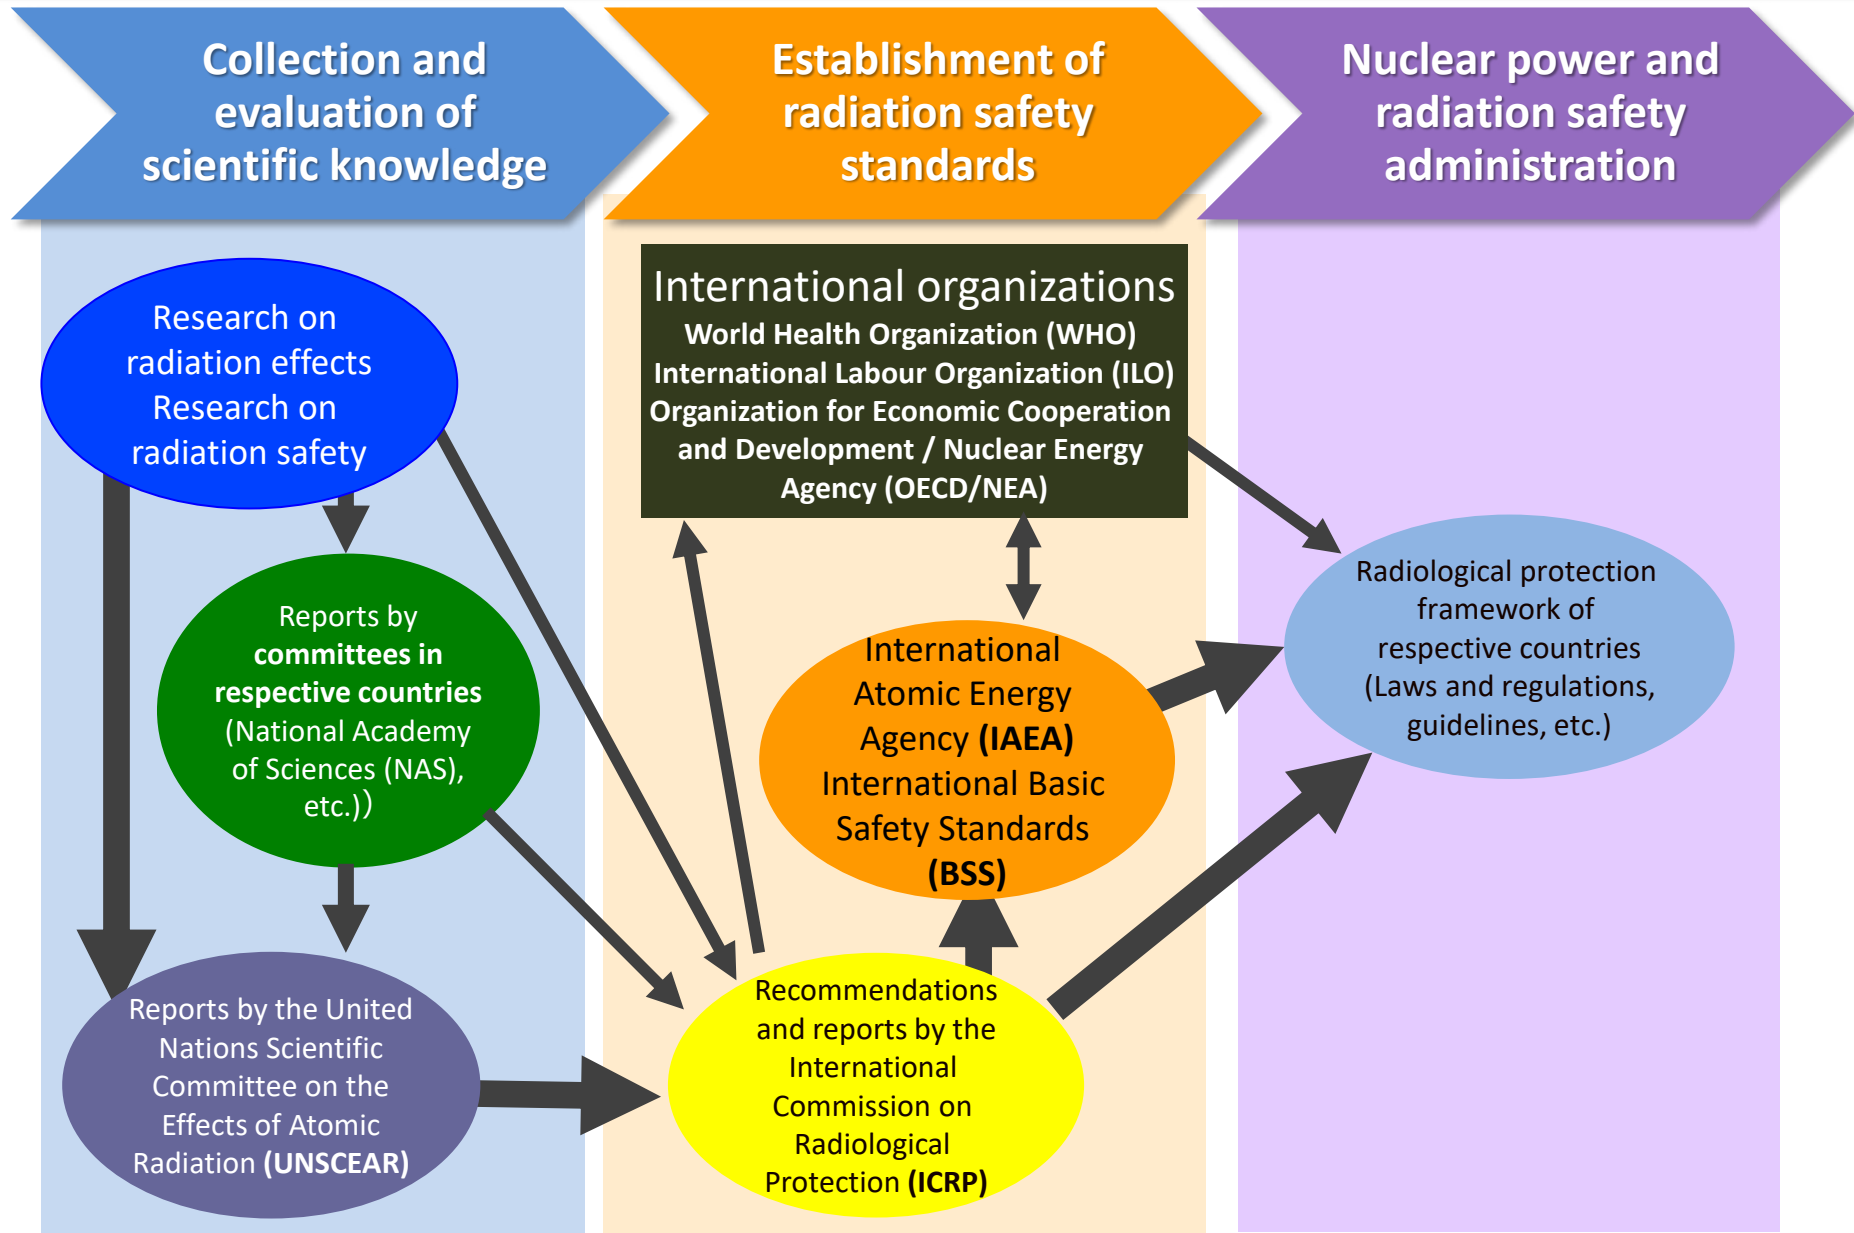 Collection and
evaluation of
scientific knowledge
Establishment of
radiation safety
standards
Nuclear power and
radiation safety
administration
Research on
radiation effects
Research on
radiation safety
Reports by
committees in
respective countries
(National Academy
of Sciences (NAS),
etc.)）
Reports by the United
Nations Scientific
Committee on the
Effects of Atomic
Radiation (UNSCEAR)
International organizations
World Health Organization (WHO)
International Labour Organization (ILO)
Organization for Economic Cooperation
and Development / Nuclear Energy
Agency (OECD/NEA)
International
Atomic Energy
Agency (IAEA)
International Basic
Safety Standards
(BSS)
Recommendations
and reports by the
International
Commission on
Radiological
Protection (ICRP)
Radiological protection
framework of
respective countries
(Laws and regulations,
guidelines, etc.)